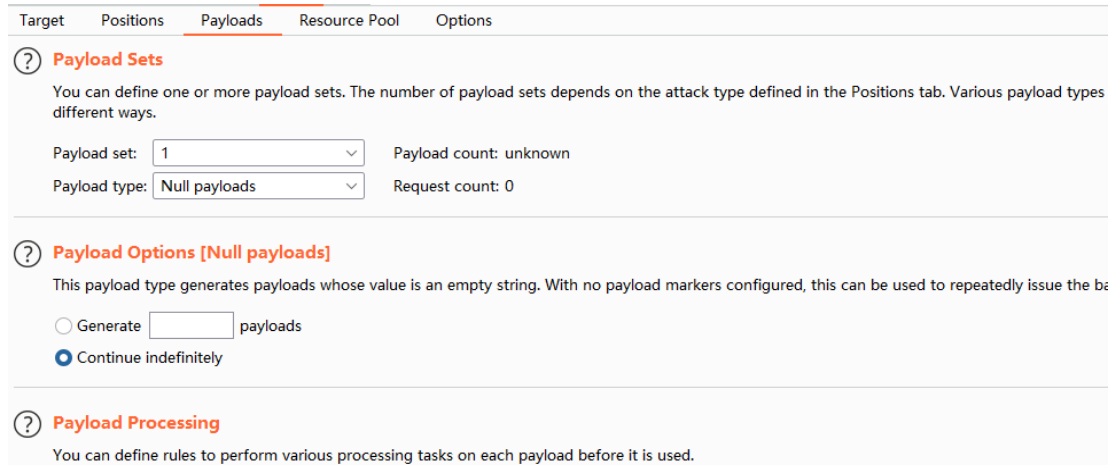 Target Positions Payloads Resource Pool Options
Payload Sets
You can define one or more payload sets. The number of payload sets depends on the attack type defined in the Positions tab. Various payload types
different ways.
Payload set: 1 Payload count: unknown
Payload type: Null payloads Request count: 0
Payload Options [Null payloads]
This payload type generates payloads whose value is an empty string. With no payload markers configured, this can be used to repeatedly issue the ba
Generate payloads
Continue indefinitely
Payload Processing
You can define rules to perform various processing tasks on each payload before it is used.